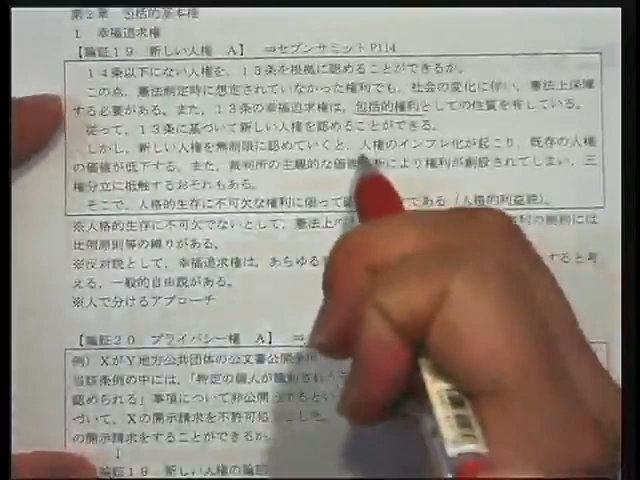 第2章 包括的基本権
1 幸福追求権
【論証19 新しい人権 A】 ⇒セブンサミットP114
14条以下にない人権を、13条を根拠に認めることができるか。
この点、憲法制定時に想定されていなかった権利でも、社会の変化に伴い、憲法上保障
する必要がある。また、13条の幸福追求権は、包括的権利としての性質を有している。
従って、13条に基づいて新しい人権を認めることができる。
しかし、新しい人権を無制限に認めていくと、人権のインフレ化が起こり、既存の人権
の価値が低下する。また、裁判所の主観的な価値 断により権利が創設されてしまい、三
権分立に抵触するおそれもある。
そこで、人格的生存に不可欠な権利に限って である(人格的利益説)。
※人格的生存に不可欠でないとして、憲法上 権利の制約には
比例原則等の縛りがある。
※反対説として、幸福追求権は、あらゆる すると考
える、一般的自由説がある。
※人で分けるアプローチ
【論証20 プライバシー権 A】 ⇒
例)XがY地方公共団体の公文書公開
当該条例の中には、「特定の個人が識別され
認められる」事項について非公開 するとい
づいて、Xの開示請求を不許可処 とした。
の開示請求をすることができるか。
論証19 新しい人権の論証